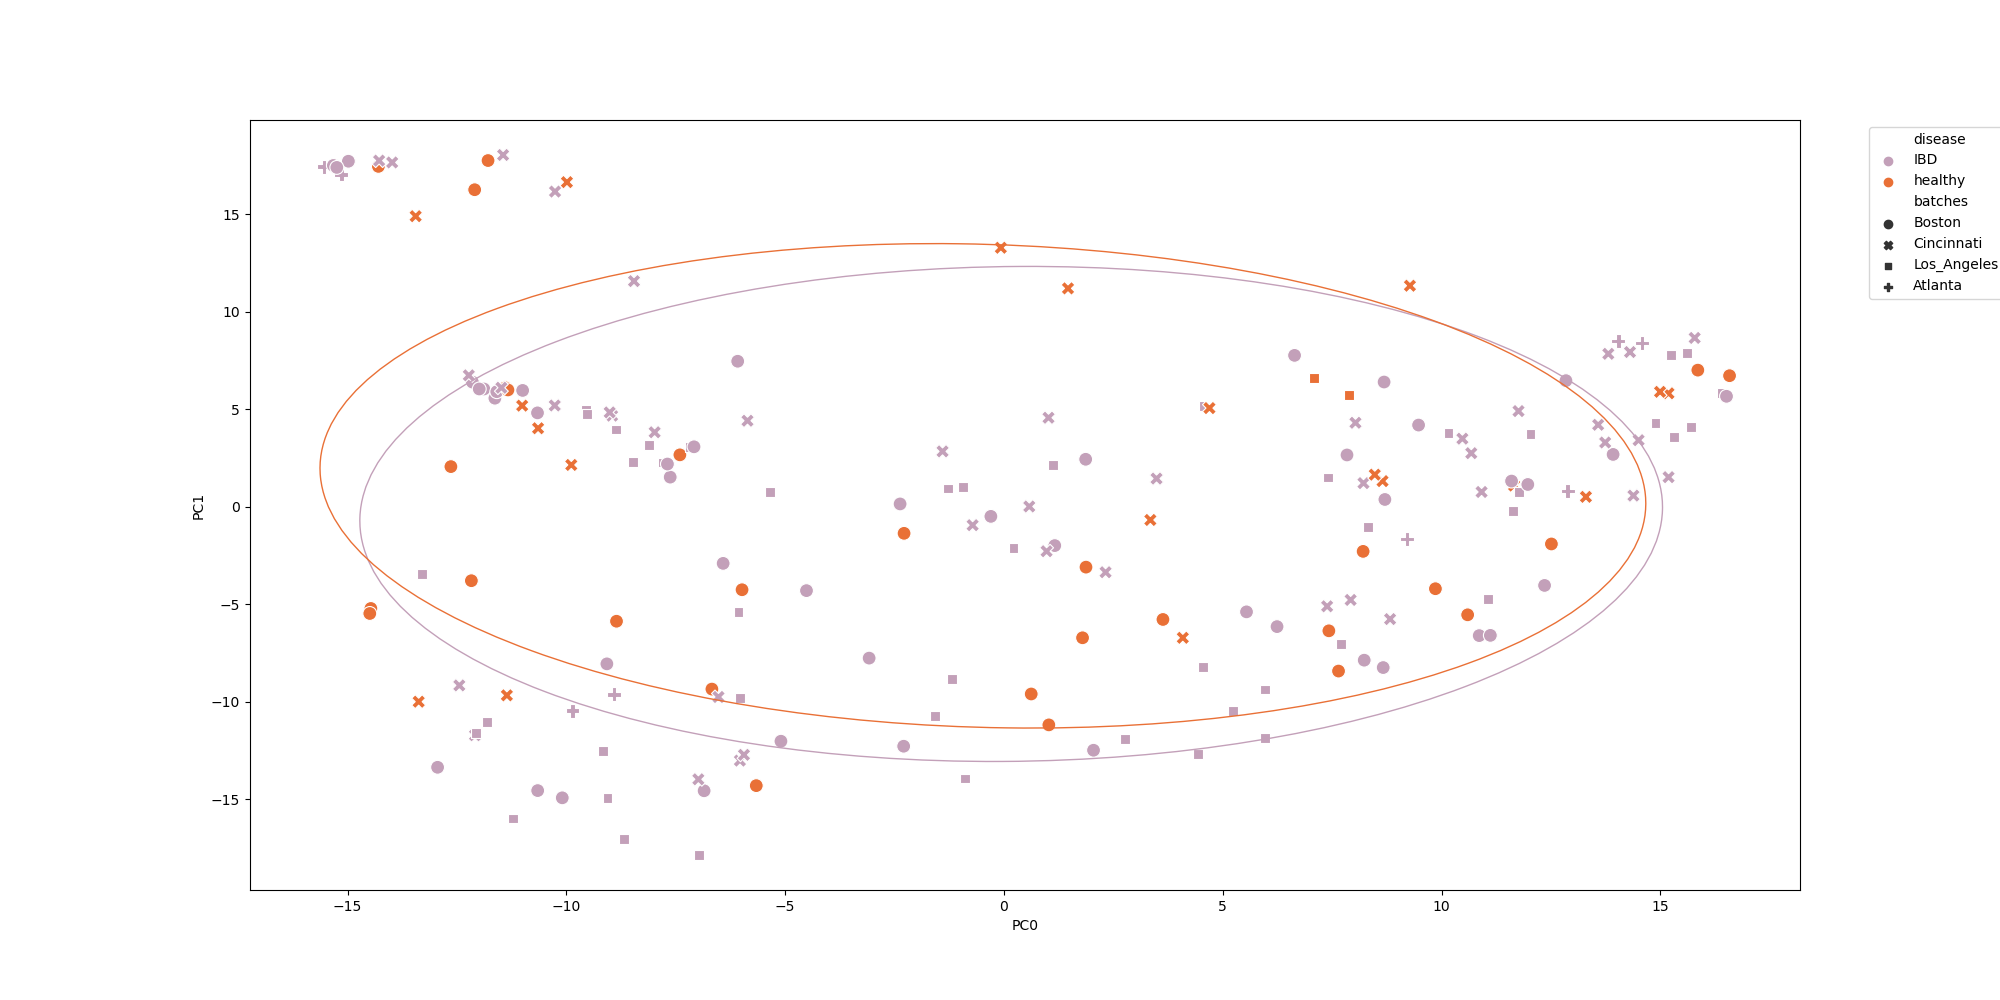 disease
IBD
healthy
batches
Boston
Cincinnati
Los_Angeles
Atlanta
15
10
5
0
−5
−10
−15
PC1
−15
−10
−5
0
5
10
15
PC0